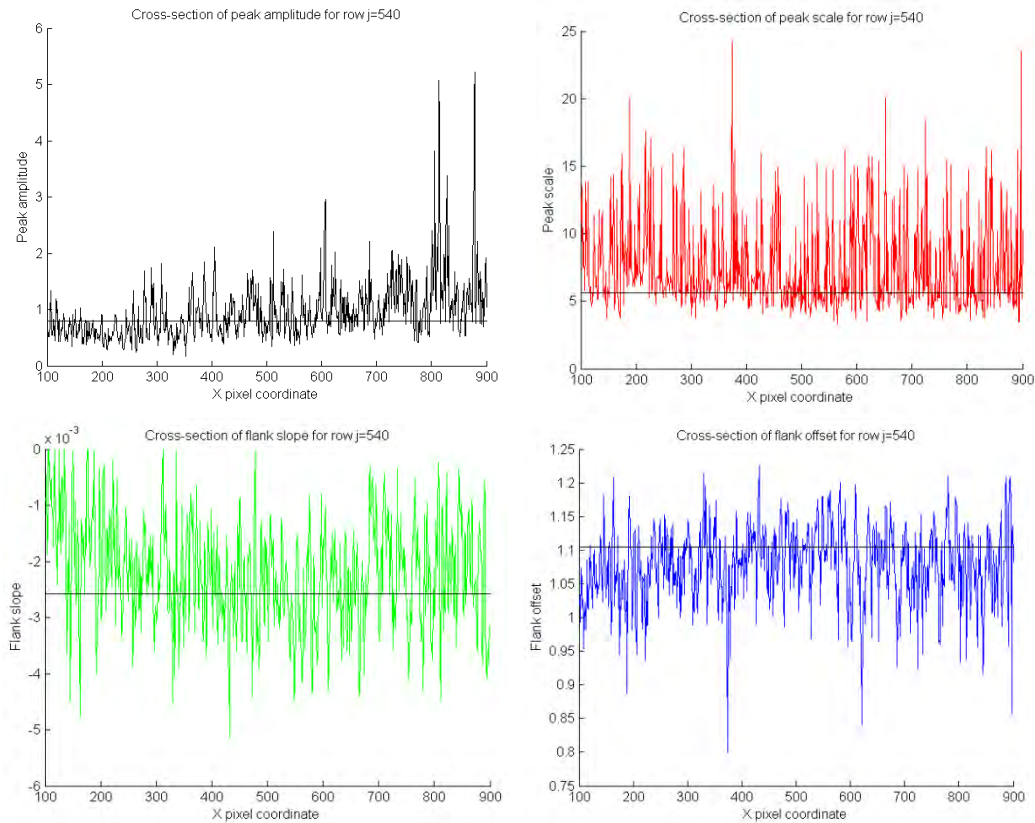 Cross-section of peak amplitude for row j=540
6
5
4
3
2
1
0
Peak amplitude
100 200 300 400 500 600 700 800 900
X pixel coordinate
Cross-section of peak scale for row j=540
25
20
15
10
5
0
Peak scale
100 200 300 400 500 600 700 800 900
X pixel coordinate
x 10⁻³
Cross-section of flank slope for row j=540
0
-1
-2
-3
-4
-5
-6
Flank slope
100 200 300 400 500 600 700 800 900
X pixel coordinate
Cross-section of flank offset for row j=540
1.25
1.2
1.15
1.1
1.05
1
0.95
0.9
0.85
0.8
0.75
Flank offset
100 200 300 400 500 600 700 800 900
X pixel coordinate